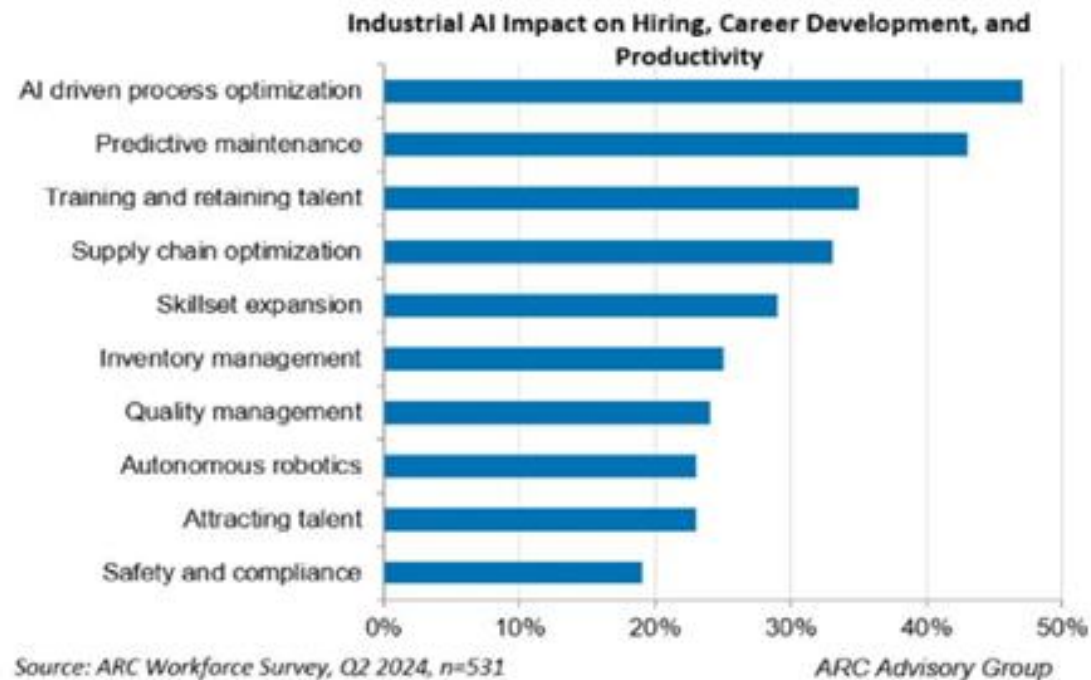 Industrial AI Impact on Hiring, Career Development, and
Productivity
AI driven process optimization
Predictive maintenance
Training and retaining talent
Supply chain optimization
Skillset expansion
Inventory management
Quality management
Autonomous robotics
Attracting talent
Safety and compliance
0% 10% 20% 30% 40% 50%
Source: ARC Workforce Survey, Q2 2024, n=531 ARC Advisory Group